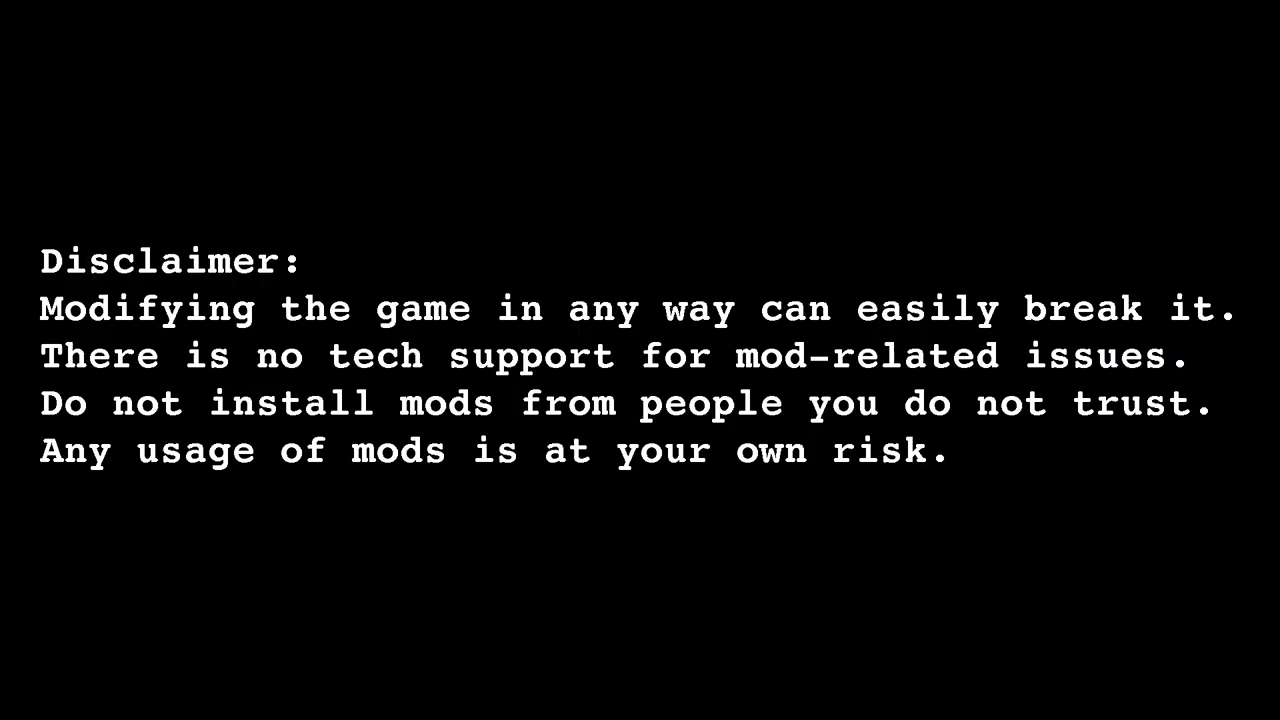 Disclaimer:
Modifying the game in any way can easily break it.
There is no tech support for mod-related issues.
Do not install mods from people you do not trust.
Any usage of mods is at your own risk.